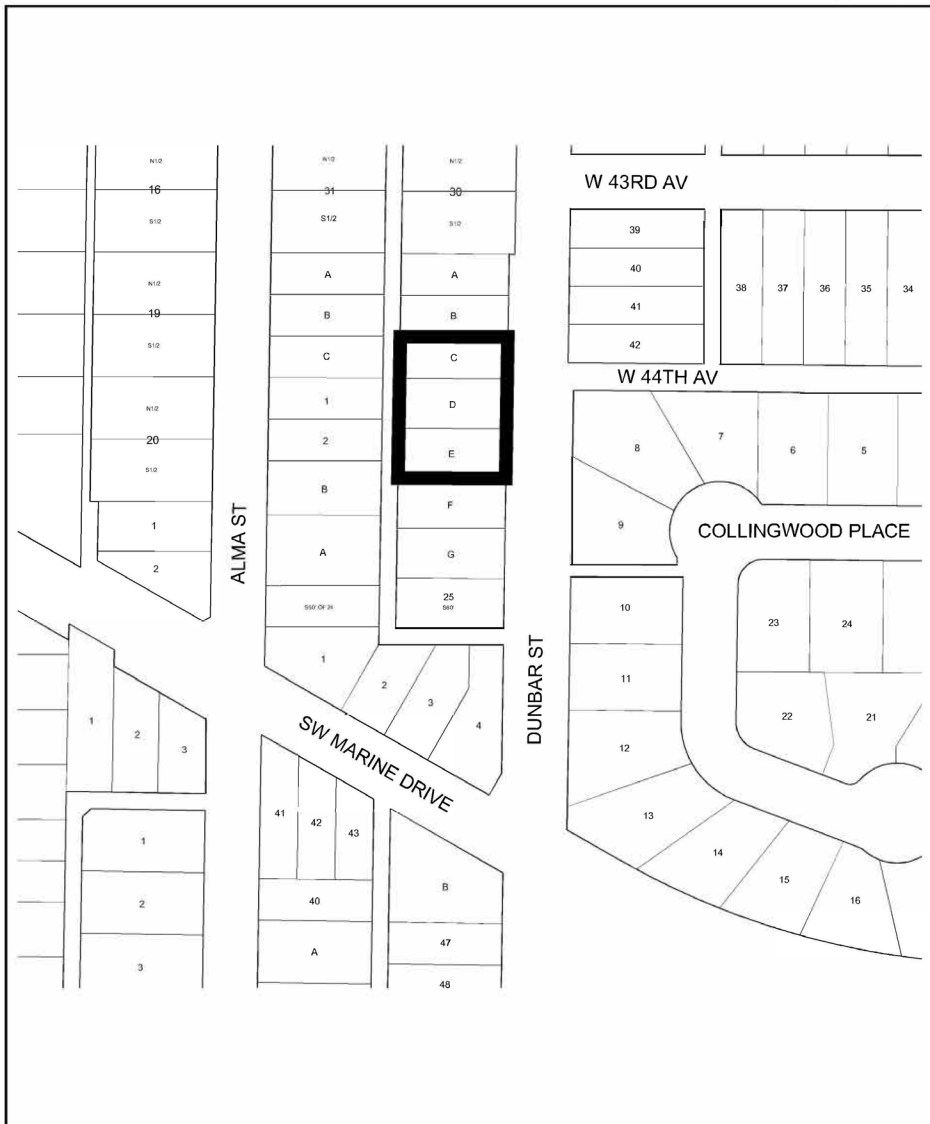 N1/2
16
S1/2
N1/2
19
S1/2
N1/2
20
S1/2
1
2
ALMA ST
N1/2
31
S1/2
A
B
C
1
2
B
A
S60' OF 24
1
N1/2
30
S1/2
A
B
C
D
E
F
G
25
S60'
2
3
4
DUNBAR ST
SW MARINE DRIVE
W 43RD AV
39
40
41
42
38
37
36
35
34
W 44TH AV
8
7
6
5
9
COLLINGWOOD PLACE
10
11
12
13
14
15
16
23
24
22
21
1
2
3
1
2
3
41
42
43
40
A
B
47
48